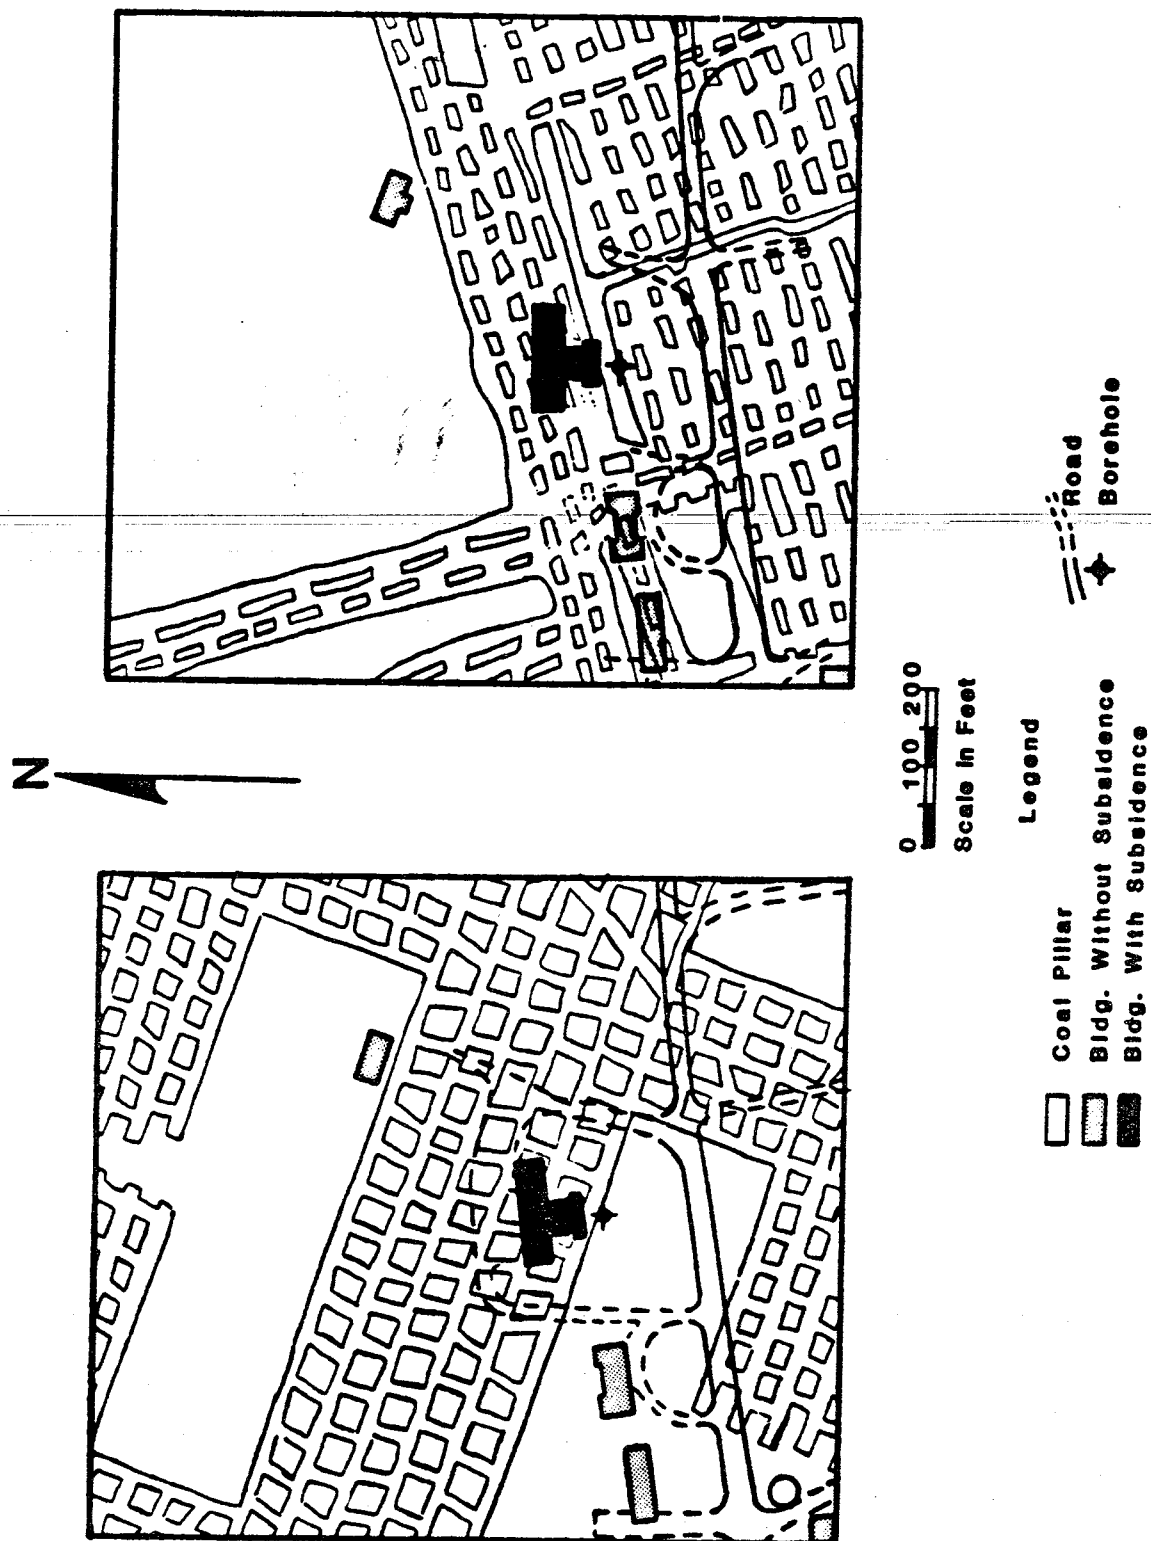 N
0 100 200
Scale in Feet
Legend
Coal Pillar
Bldg. Without Subsidence
Bldg. With Subsidence
Road
Borehole